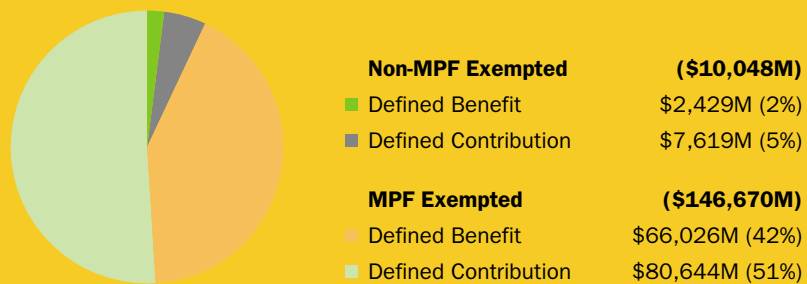 Non-MPF Exempted ($10,048M)
Defined Benefit $2,429M (2%)
Defined Contribution $7,619M (5%)
MPF Exempted ($146,670M)
Defined Benefit $66,026M (42%)
Defined Contribution $80,644M (51%)